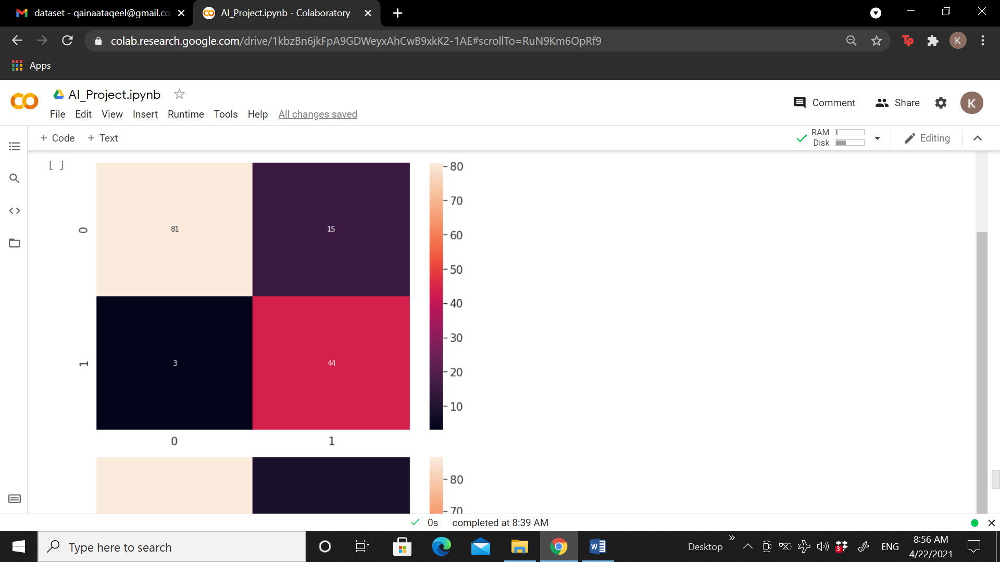 dataset - qainaataqeel@gmail.co
AI_Project.ipynb - Colaboratory
colab.research.google.com/drive/1kbzBn6jkFpA9GDWeyxAhCwB9xkK2-1AE#scrollTo=RuN9Km6OpRf9
Tp
K
Apps
AI_Project.ipynb
File Edit View Insert Runtime Tools Help All changes saved
Comment
Share
K
+ Code + Text
RAM
Disk
Editing
[ ]
80
70
60
50
40
30
20
10
0
81
15
1
3
44
0
1
80
70
0s completed at 8:39 AM
Type here to search
Desktop
3
ENG
8:56 AM
4/22/2021